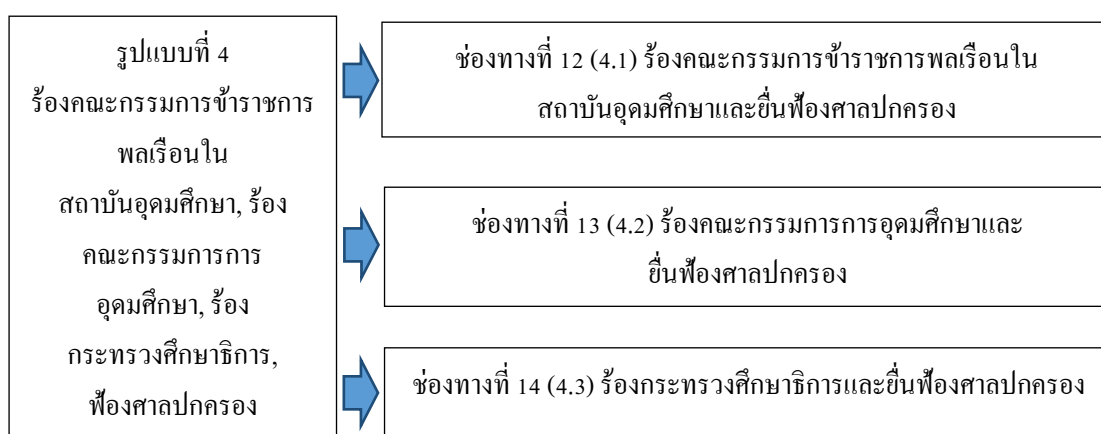 รูปแบบที่ 4
ร้องคณะกรรมการข้าราชการ
พลเรือนใน
สถาบันอุดมศึกษา, ร้อง
คณะกรรมการการ
อุดมศึกษา, ร้อง
กระทรวงศึกษาธิการ,
ฟ้องศาลปกครอง
ช่องทางที่ 12 (4.1) ร้องคณะกรรมการข้าราชการพลเรือนใน
สถาบันอุดมศึกษาและยื่นฟ้องศาลปกครอง
ช่องทางที่ 13 (4.2) ร้องคณะกรรมการการอุดมศึกษาและ
ยื่นฟ้องศาลปกครอง
ช่องทางที่ 14 (4.3) ร้องกระทรวงศึกษาธิการและยื่นฟ้องศาลปกครอง